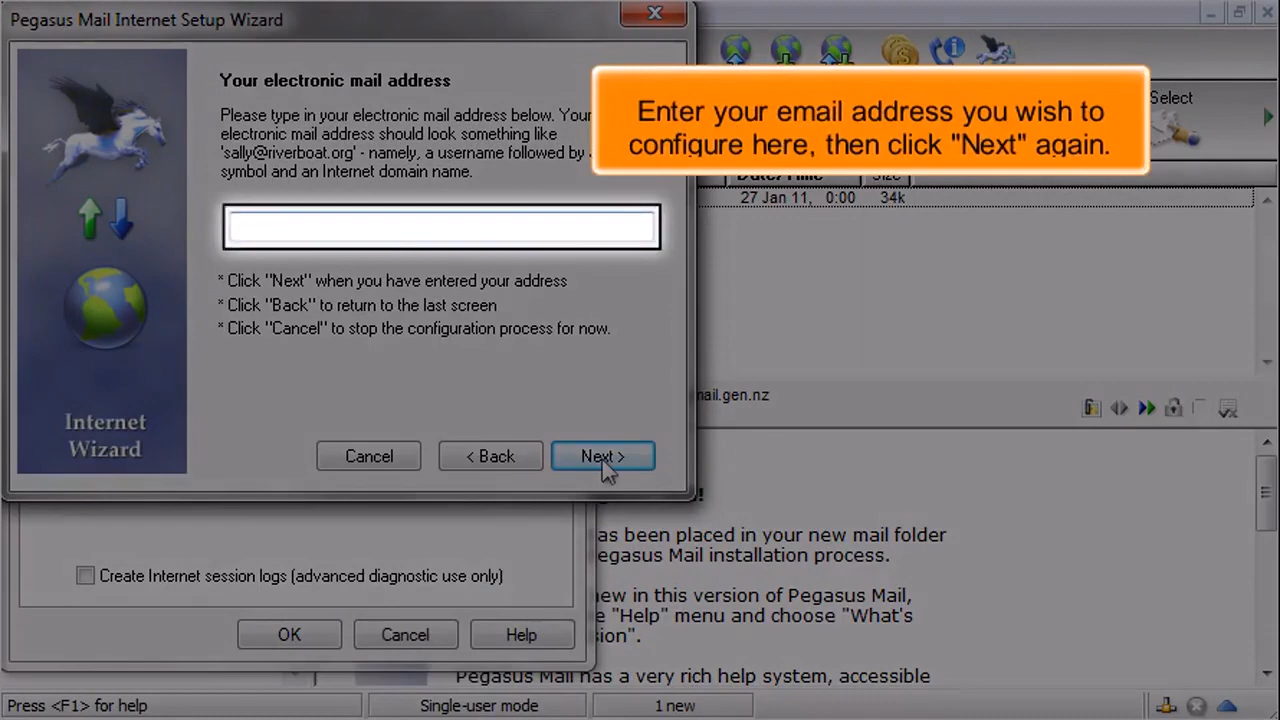 Pegasus Mail Internet Setup Wizard
Your electronic mail address
Please type in your electronic mail address below. Your
electronic mail address should look something like
'sally@riverboat.org' - namely, a username followed by
symbol and an Internet domain name.
Enter your email address you wish to
configure here, then click "Next" again.
Select
Date/Time
Size
27 Jan 11, 0:00 34k
* Click "Next" when you have entered your address
* Click "Back" to return to the last screen
* Click "Cancel" to stop the configuration process for now.
Internet
Wizard
Cancel
< Back
Next >
mail.gen.nz
!
as been placed in your new mail folder
egasus Mail installation process.
new in this version of Pegasus Mail,
e "Help" menu and choose "What's
sion".
Pegasus Mail has a very rich help system, accessible
Create Internet session logs (advanced diagnostic use only)
OK
Cancel
Help
Press <F1> for help
Single-user mode
1 new